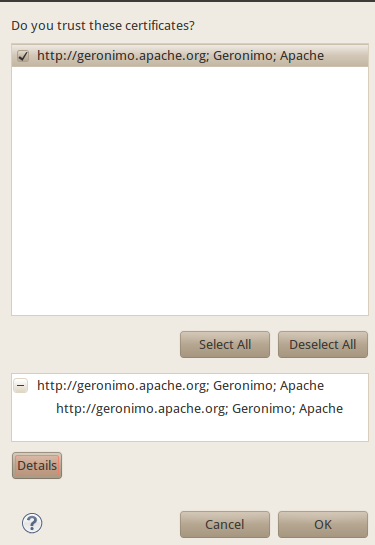 Do you trust these certificates?
http://geronimo.apache.org; Geronimo; Apache
Select All
Deselect All
http://geronimo.apache.org; Geronimo; Apache
http://geronimo.apache.org; Geronimo; Apache
Details
?
Cancel
OK